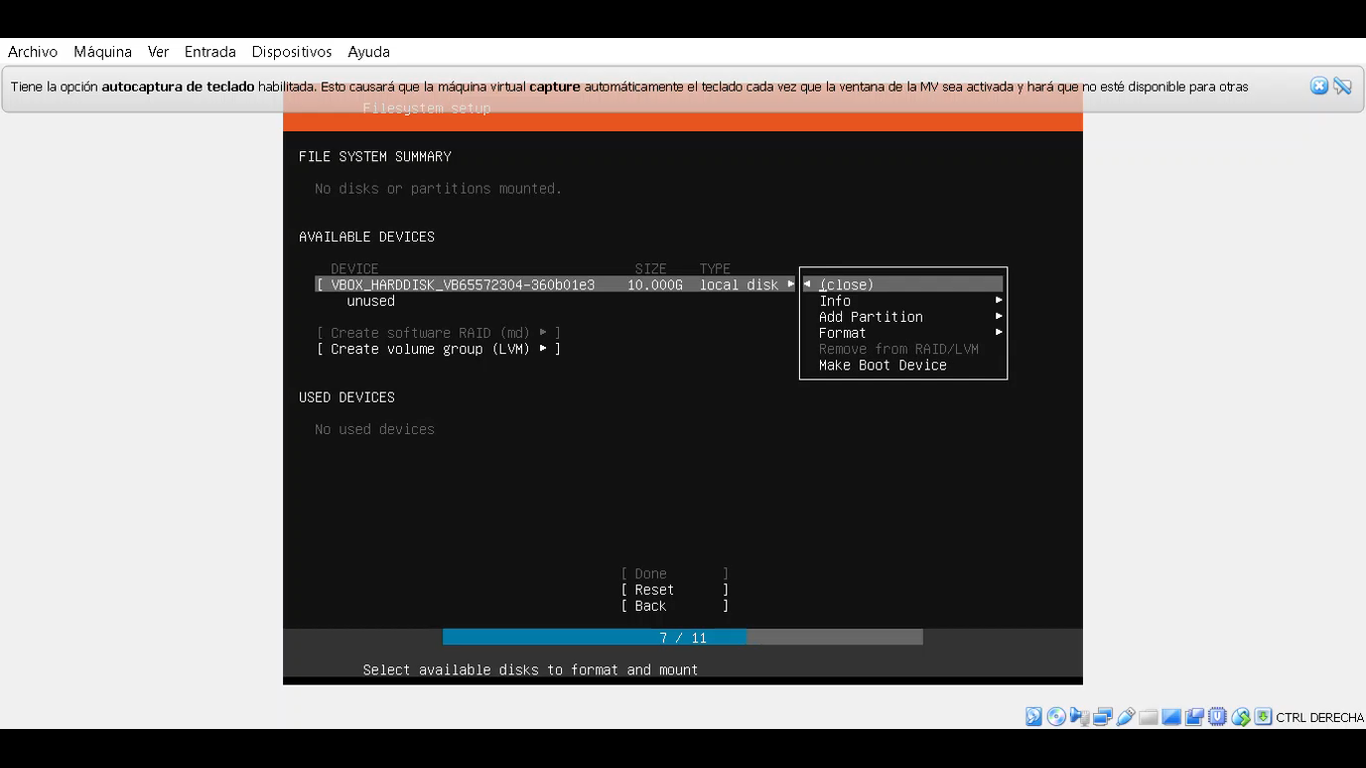 Archivo Máquina Ver Entrada Dispositivos Ayuda
Tiene la opción autocaptura de teclado habilitada. Esto causará que la máquina virtual capture automáticamente el teclado cada vez que la ventana de la MV sea activada y hará que no esté disponible para otras
Filesystem setup
FILE SYSTEM SUMMARY
No disks or partitions mounted.
AVAILABLE DEVICES
DEVICE SIZE TYPE
[ VBOX_HARDDISK_VB65572304-360b01e3 10.000G local disk ▸
unused
[ Create software RAID (md) ▸ ]
[ Create volume group (LVM) ▸ ]
◂ (close)
Info ▸
Add Partition ▸
Format ▸
Remove from RAID/LVM
Make Boot Device
USED DEVICES
No used devices
[ Done ]
[ Reset ]
[ Back ]
7 / 11
Select available disks to format and mount
CTRL DERECHA